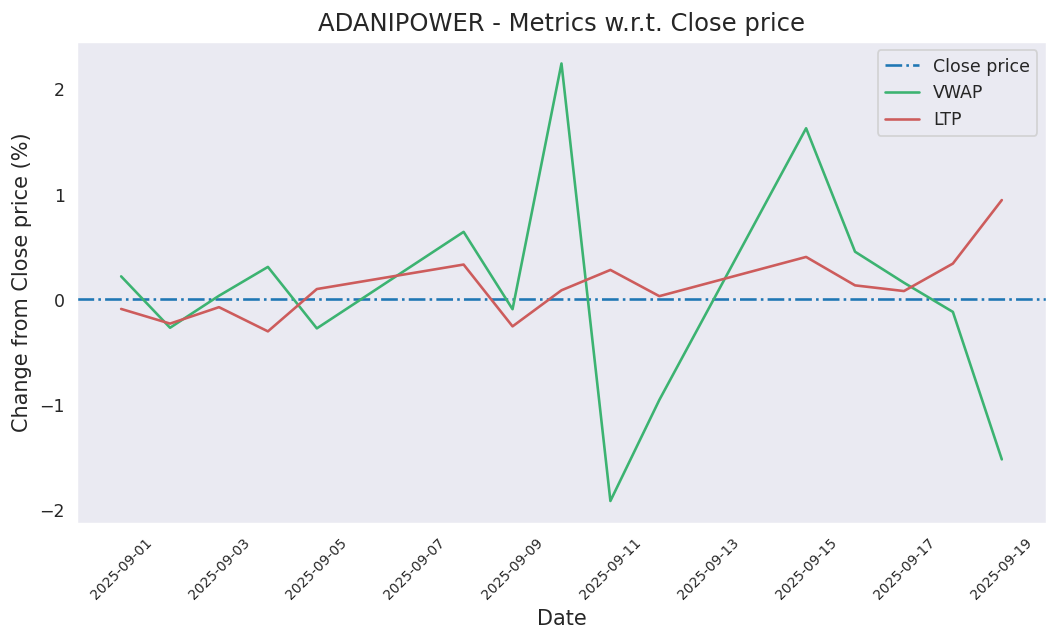 ADANIPOWER - Metrics w.r.t. Close price
Close price
VWAP
LTP
Change from Close price (%)
2
1
0
−1
−2
2025-09-01
2025-09-03
2025-09-05
2025-09-07
2025-09-09
2025-09-11
2025-09-13
2025-09-15
2025-09-17
2025-09-19
Date